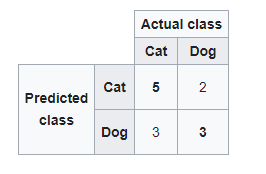 Actual class
Cat Dog
Predicted class
Cat 5 2
Dog 3 3